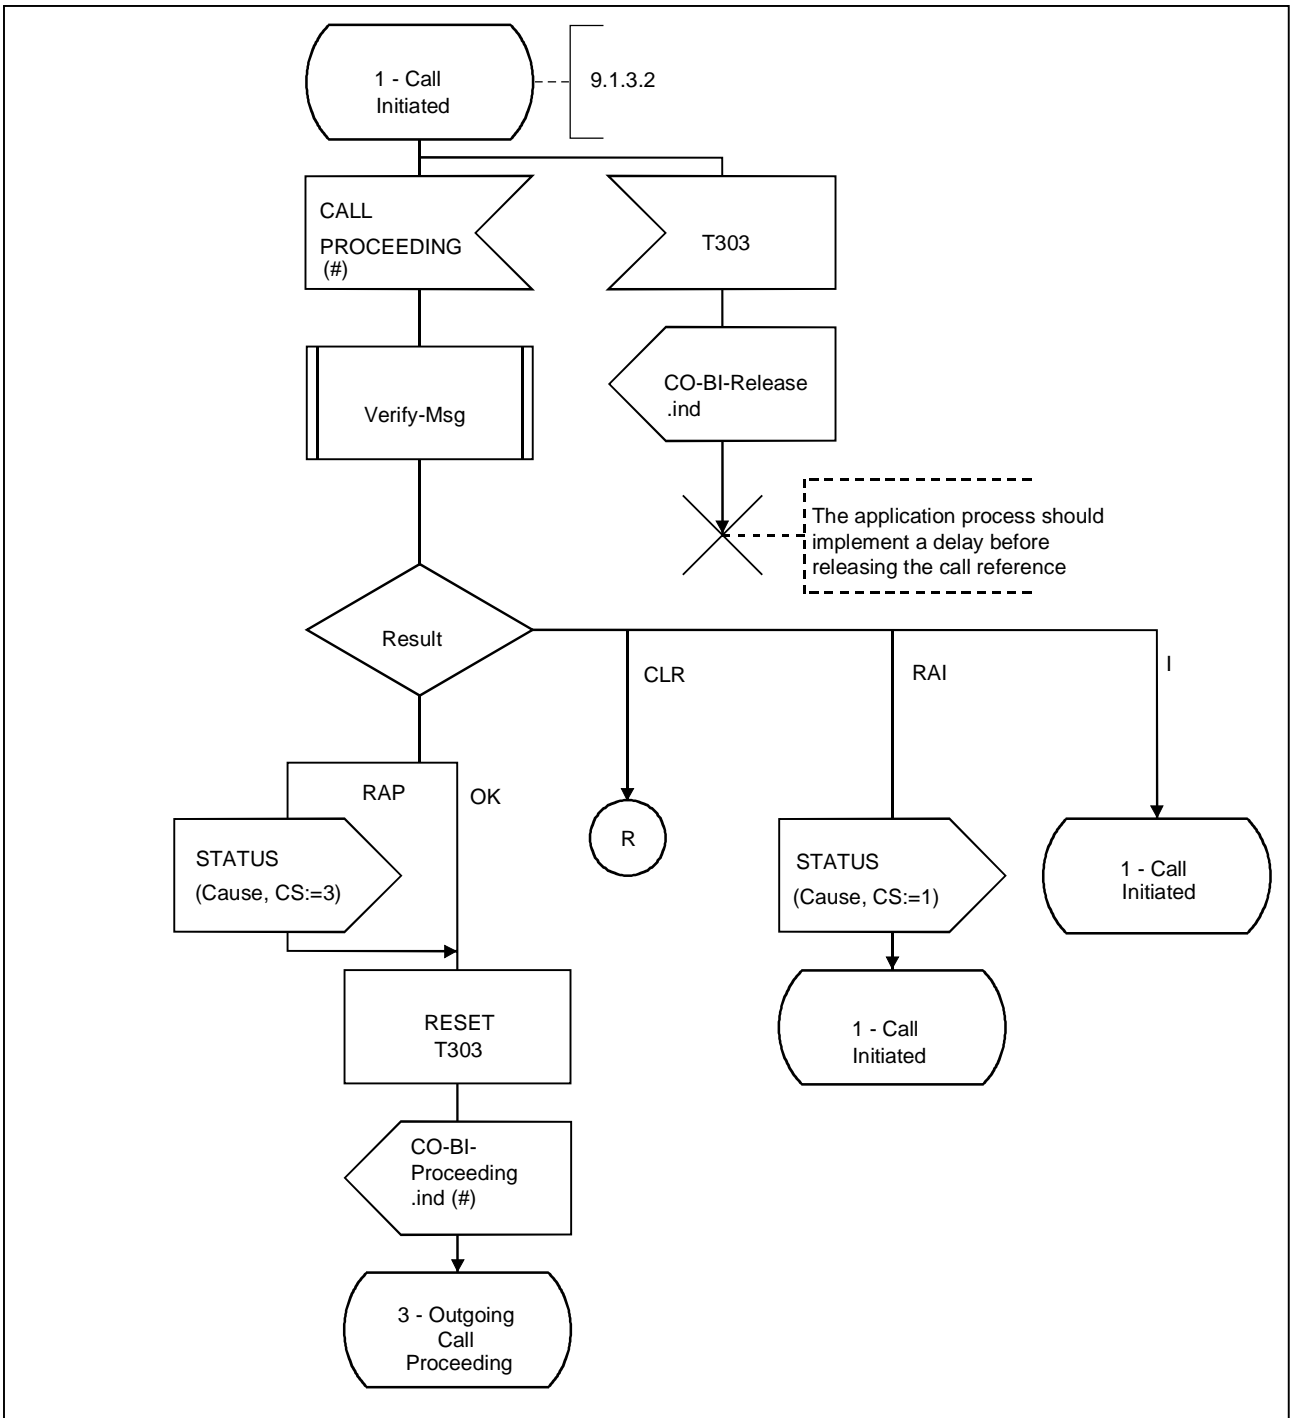 1 - Call
Initiated
9.1.3.2
CALL
PROCEEDING
(#)
T303
Verify-Msg
CO-BI-Release
.ind
The application process should
implement a delay before
releasing the call reference
Result
CLR
RAI
I
RAP
OK
R
STATUS
(Cause, CS:=3)
STATUS
(Cause, CS:=1)
1 - Call
Initiated
RESET
T303
1 - Call
Initiated
CO-BI-
Proceeding
.ind (#)
3 - Outgoing
Call
Proceeding